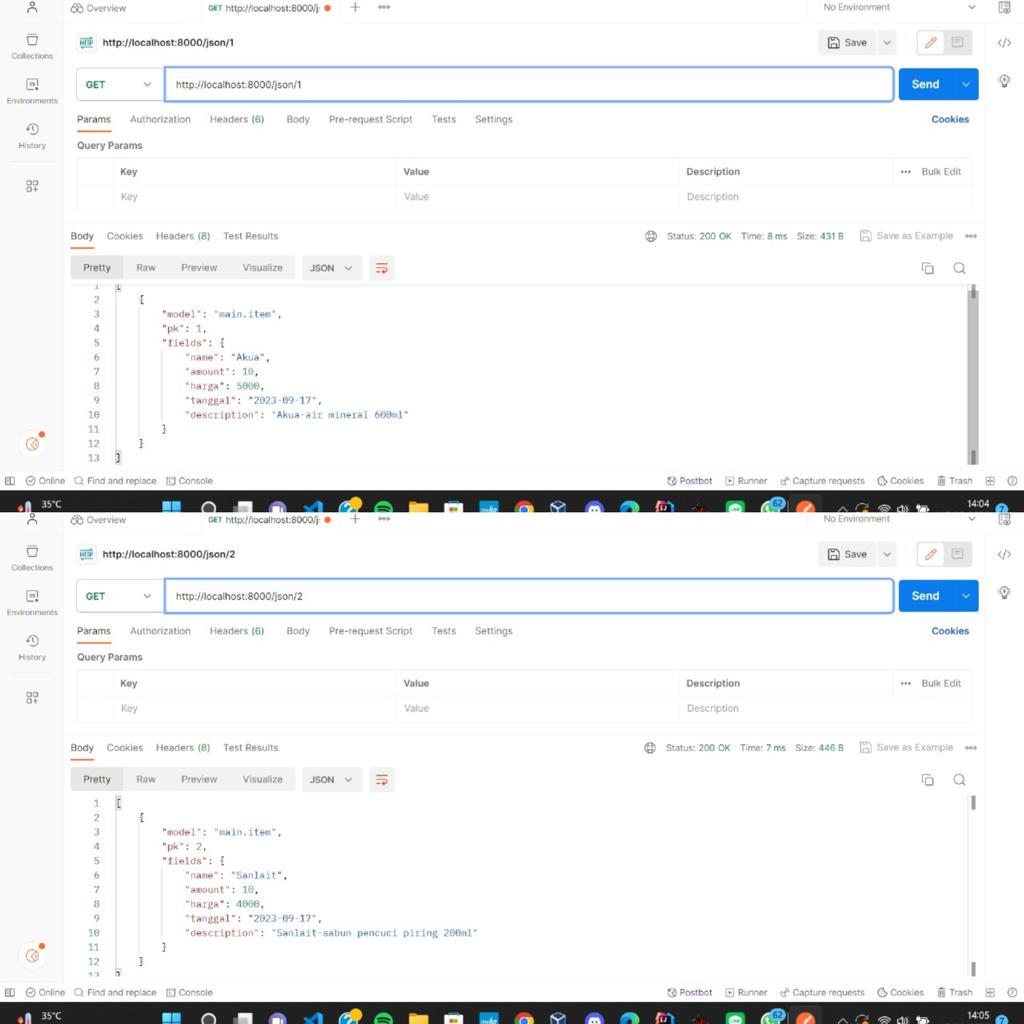 Overview
GET http://localhost:8000/j
No Environment
Collections
Environments
History
HTTP http://localhost:8000/json/1
Save
GET http://localhost:8000/json/1 Send
Params Authorization Headers (6) Body Pre-request Script Tests Settings Cookies
Query Params
Key Value Description Bulk Edit
Key Value Description
Body Cookies Headers (8) Test Results Status: 200 OK Time: 8 ms Size: 431 B Save as Example
Pretty Raw Preview Visualize JSON
1 [
2 {
3 "model": "main.item",
4 "pk": 1,
5 "fields": {
6 "name": "Akua",
7 "amount": 10,
8 "harga": 5000,
9 "tanggal": "2023-09-17",
10 "description": "Akua-air mineral 600ml"
11 }
12 }
13 ]
Online Find and replace Console Postbot Runner Capture requests Cookies Trash
35°C 62 14:04 7
Overview
GET http://localhost:8000/j
No Environment
Collections
Environments
History
HTTP http://localhost:8000/json/2
Save
GET http://localhost:8000/json/2 Send
Params Authorization Headers (6) Body Pre-request Script Tests Settings Cookies
Query Params
Key Value Description Bulk Edit
Key Value Description
Body Cookies Headers (8) Test Results Status: 200 OK Time: 7 ms Size: 446 B Save as Example
Pretty Raw Preview Visualize JSON
1 [
2 {
3 "model": "main.item",
4 "pk": 2,
5 "fields": {
6 "name": "Sanlait",
7 "amount": 10,
8 "harga": 4000,
9 "tanggal": "2023-09-17",
10 "description": "Sanlait-sabun pencuci piring 200ml"
11 }
12 }
13 ]
Online Find and replace Console Postbot Runner Capture requests Cookies Trash
35°C 62 14:05 7